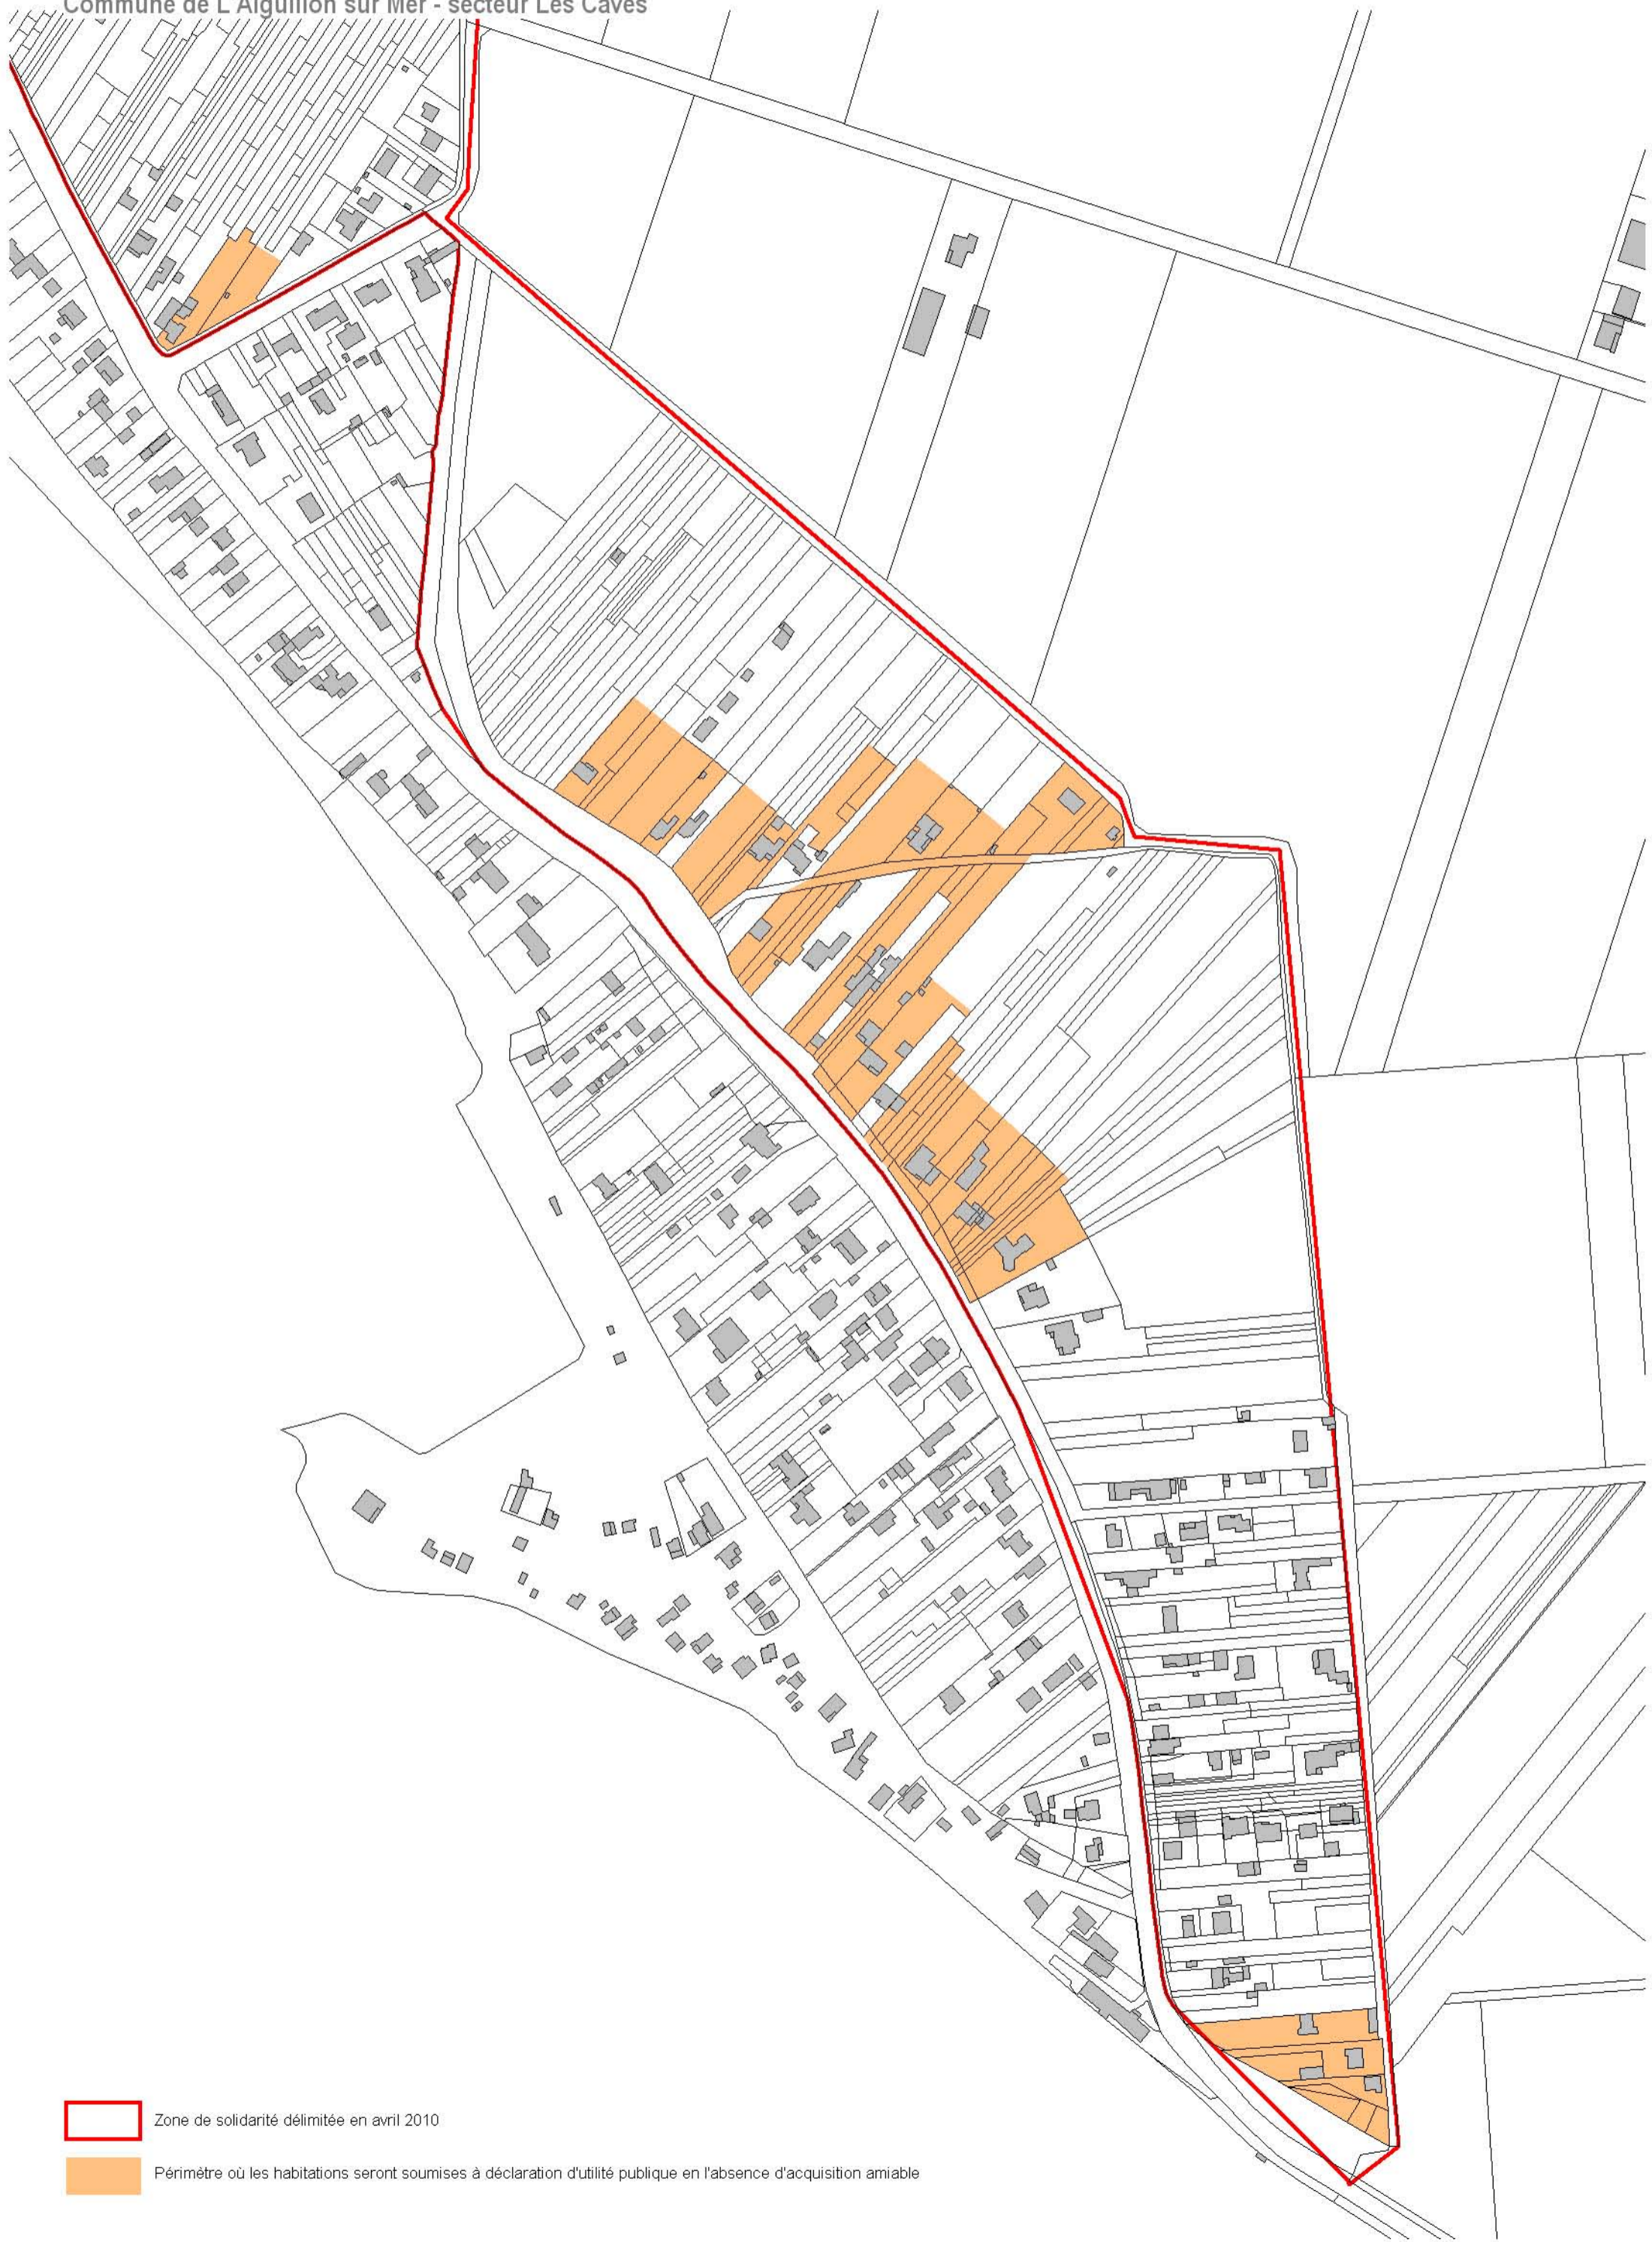 Commune de L'Aiguillon sur Mer - secteur Les Caves
Zone de solidarité délimitée en avril 2010
Périmètre où les habitations seront soumises à déclaration d'utilité publique en l'absence d'acquisition amiable